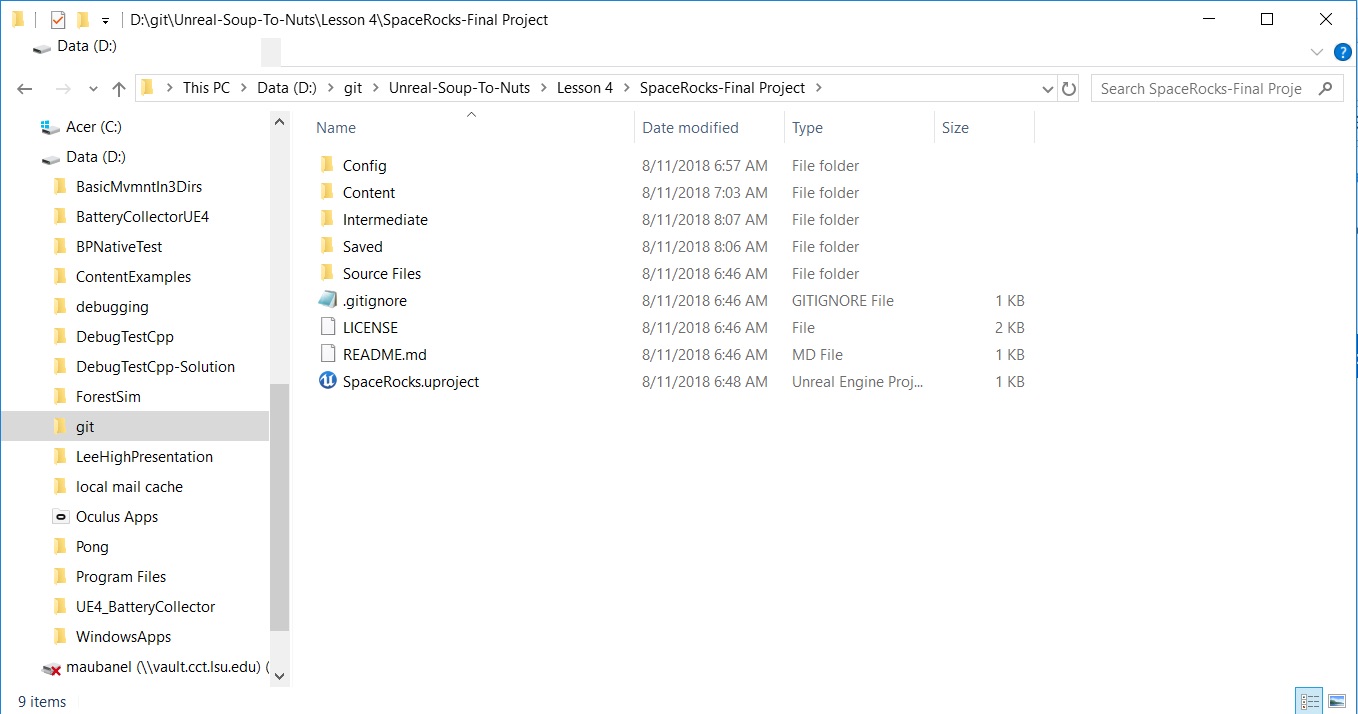 D:\git\Unreal-Soup-To-Nuts\Lesson 4\SpaceRocks-Final Project
Data (D:)
This PC > Data (D:) > git > Unreal-Soup-To-Nuts > Lesson 4 > SpaceRocks-Final Project >
Search SpaceRocks-Final Proje
Acer (C:)
Data (D:)
BasicMvmntIn3Dirs
BatteryCollectorUE4
BPNativeTest
ContentExamples
debugging
DebugTestCpp
DebugTestCpp-Solution
ForestSim
git
LeeHighPresentation
local mail cache
Oculus Apps
Pong
Program Files
UE4_BatteryCollector
WindowsApps
maubanel (\\vault.cct.lsu.edu) (
Name Date modified Type Size
Config 8/11/2018 6:57 AM File folder
Content 8/11/2018 7:03 AM File folder
Intermediate 8/11/2018 8:07 AM File folder
Saved 8/11/2018 8:06 AM File folder
Source Files 8/11/2018 6:46 AM File folder
.gitignore 8/11/2018 6:46 AM GITIGNORE File 1 KB
LICENSE 8/11/2018 6:46 AM File 2 KB
README.md 8/11/2018 6:46 AM MD File 1 KB
SpaceRocks.uproject 8/11/2018 6:48 AM Unreal Engine Proj... 1 KB
9 items